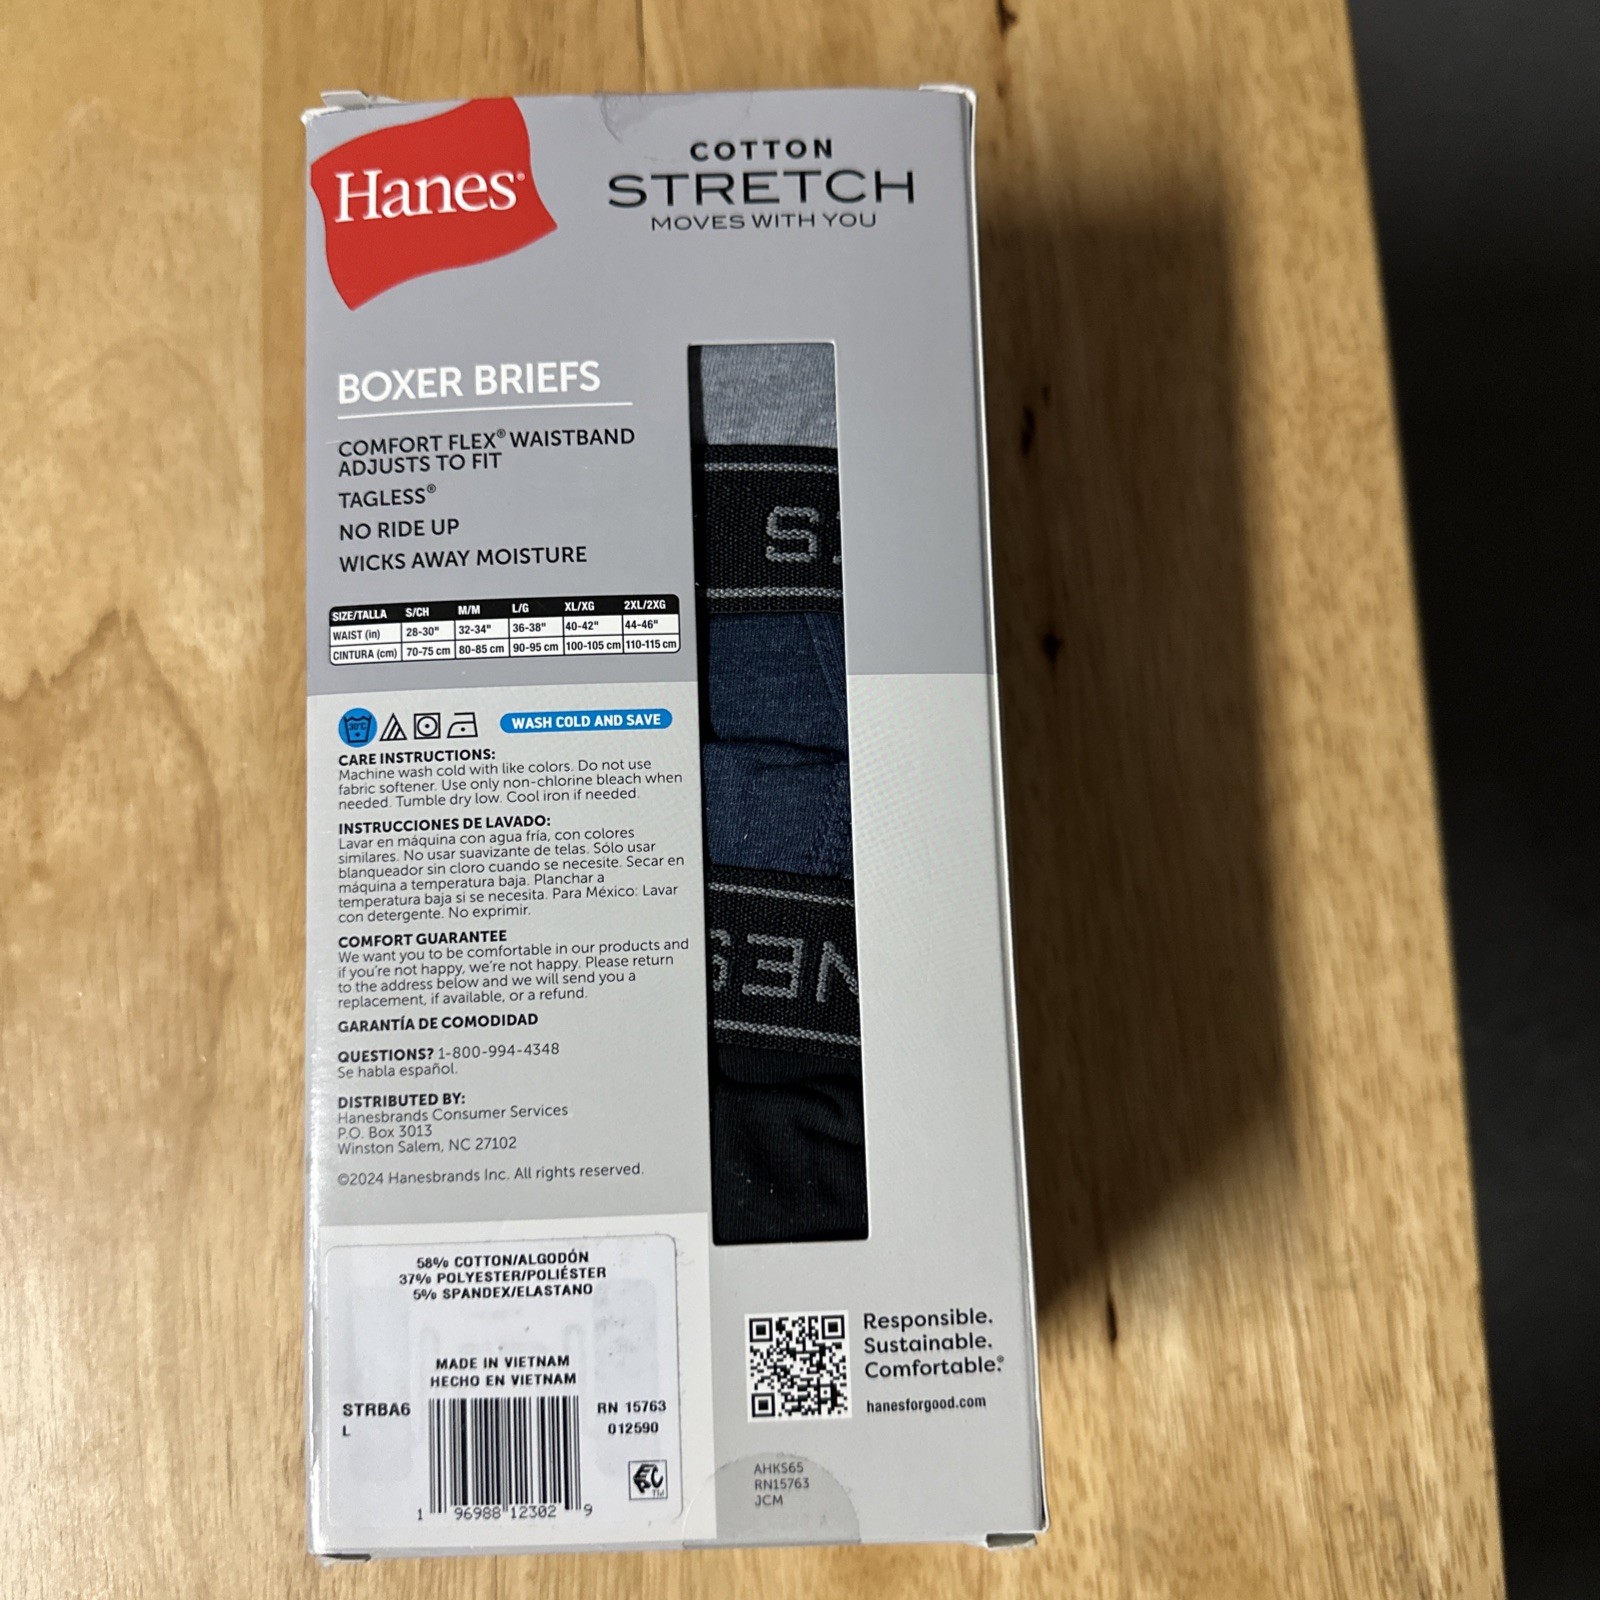 Hanes®
COTTON
STRETCH
MOVES WITH YOU
BOXER BRIEFS
COMFORT FLEX® WAISTBAND
ADJUSTS TO FIT
TAGLESS®
NO RIDE UP
WICKS AWAY MOISTURE
SIZE/TALLA S/CH M/M L/G XL/XG 2XL/2XG
WAIST (in) 28-30" 32-34" 36-38" 40-42" 44-46"
CINTURA (cm) 70-75 cm 80-85 cm 90-95 cm 100-105 cm 110-115 cm
30°C
WASH COLD AND SAVE
CARE INSTRUCTIONS:
Machine wash cold with like colors. Do not use
fabric softener. Use only non-chlorine bleach when
needed. Tumble dry low. Cool iron if needed.
INSTRUCCIONES DE LAVADO:
Lavar en máquina con agua fría, con colores
similares. No usar suavizante de telas. Sólo usar
blanqueador sin cloro cuando se necesite. Secar en
máquina a temperatura baja. Planchar a
temperatura baja si se necesita. Para México: Lavar
con detergente. No exprimir.
COMFORT GUARANTEE
We want you to be comfortable in our products and
if you're not happy, we're not happy. Please return
to the address below and we will send you a
replacement, if available, or a refund.
GARANTÍA DE COMODIDAD
QUESTIONS? 1-800-994-4348
Se habla español.
DISTRIBUTED BY:
Hanesbrands Consumer Services
P.O. Box 3013
Winston Salem, NC 27102
©2024 Hanesbrands Inc. All rights reserved.
58% COTTON/ALGODÓN
37% POLYESTER/POLIÉSTER
5% SPANDEX/ELASTANO
MADE IN VIETNAM
HECHO EN VIETNAM
STRBA6
L
RN 15763
012590
1 96988 12302 9
TM
Responsible.
Sustainable.
Comfortable.®
hanesforgood.com
AHKS65
RN15763
JCM